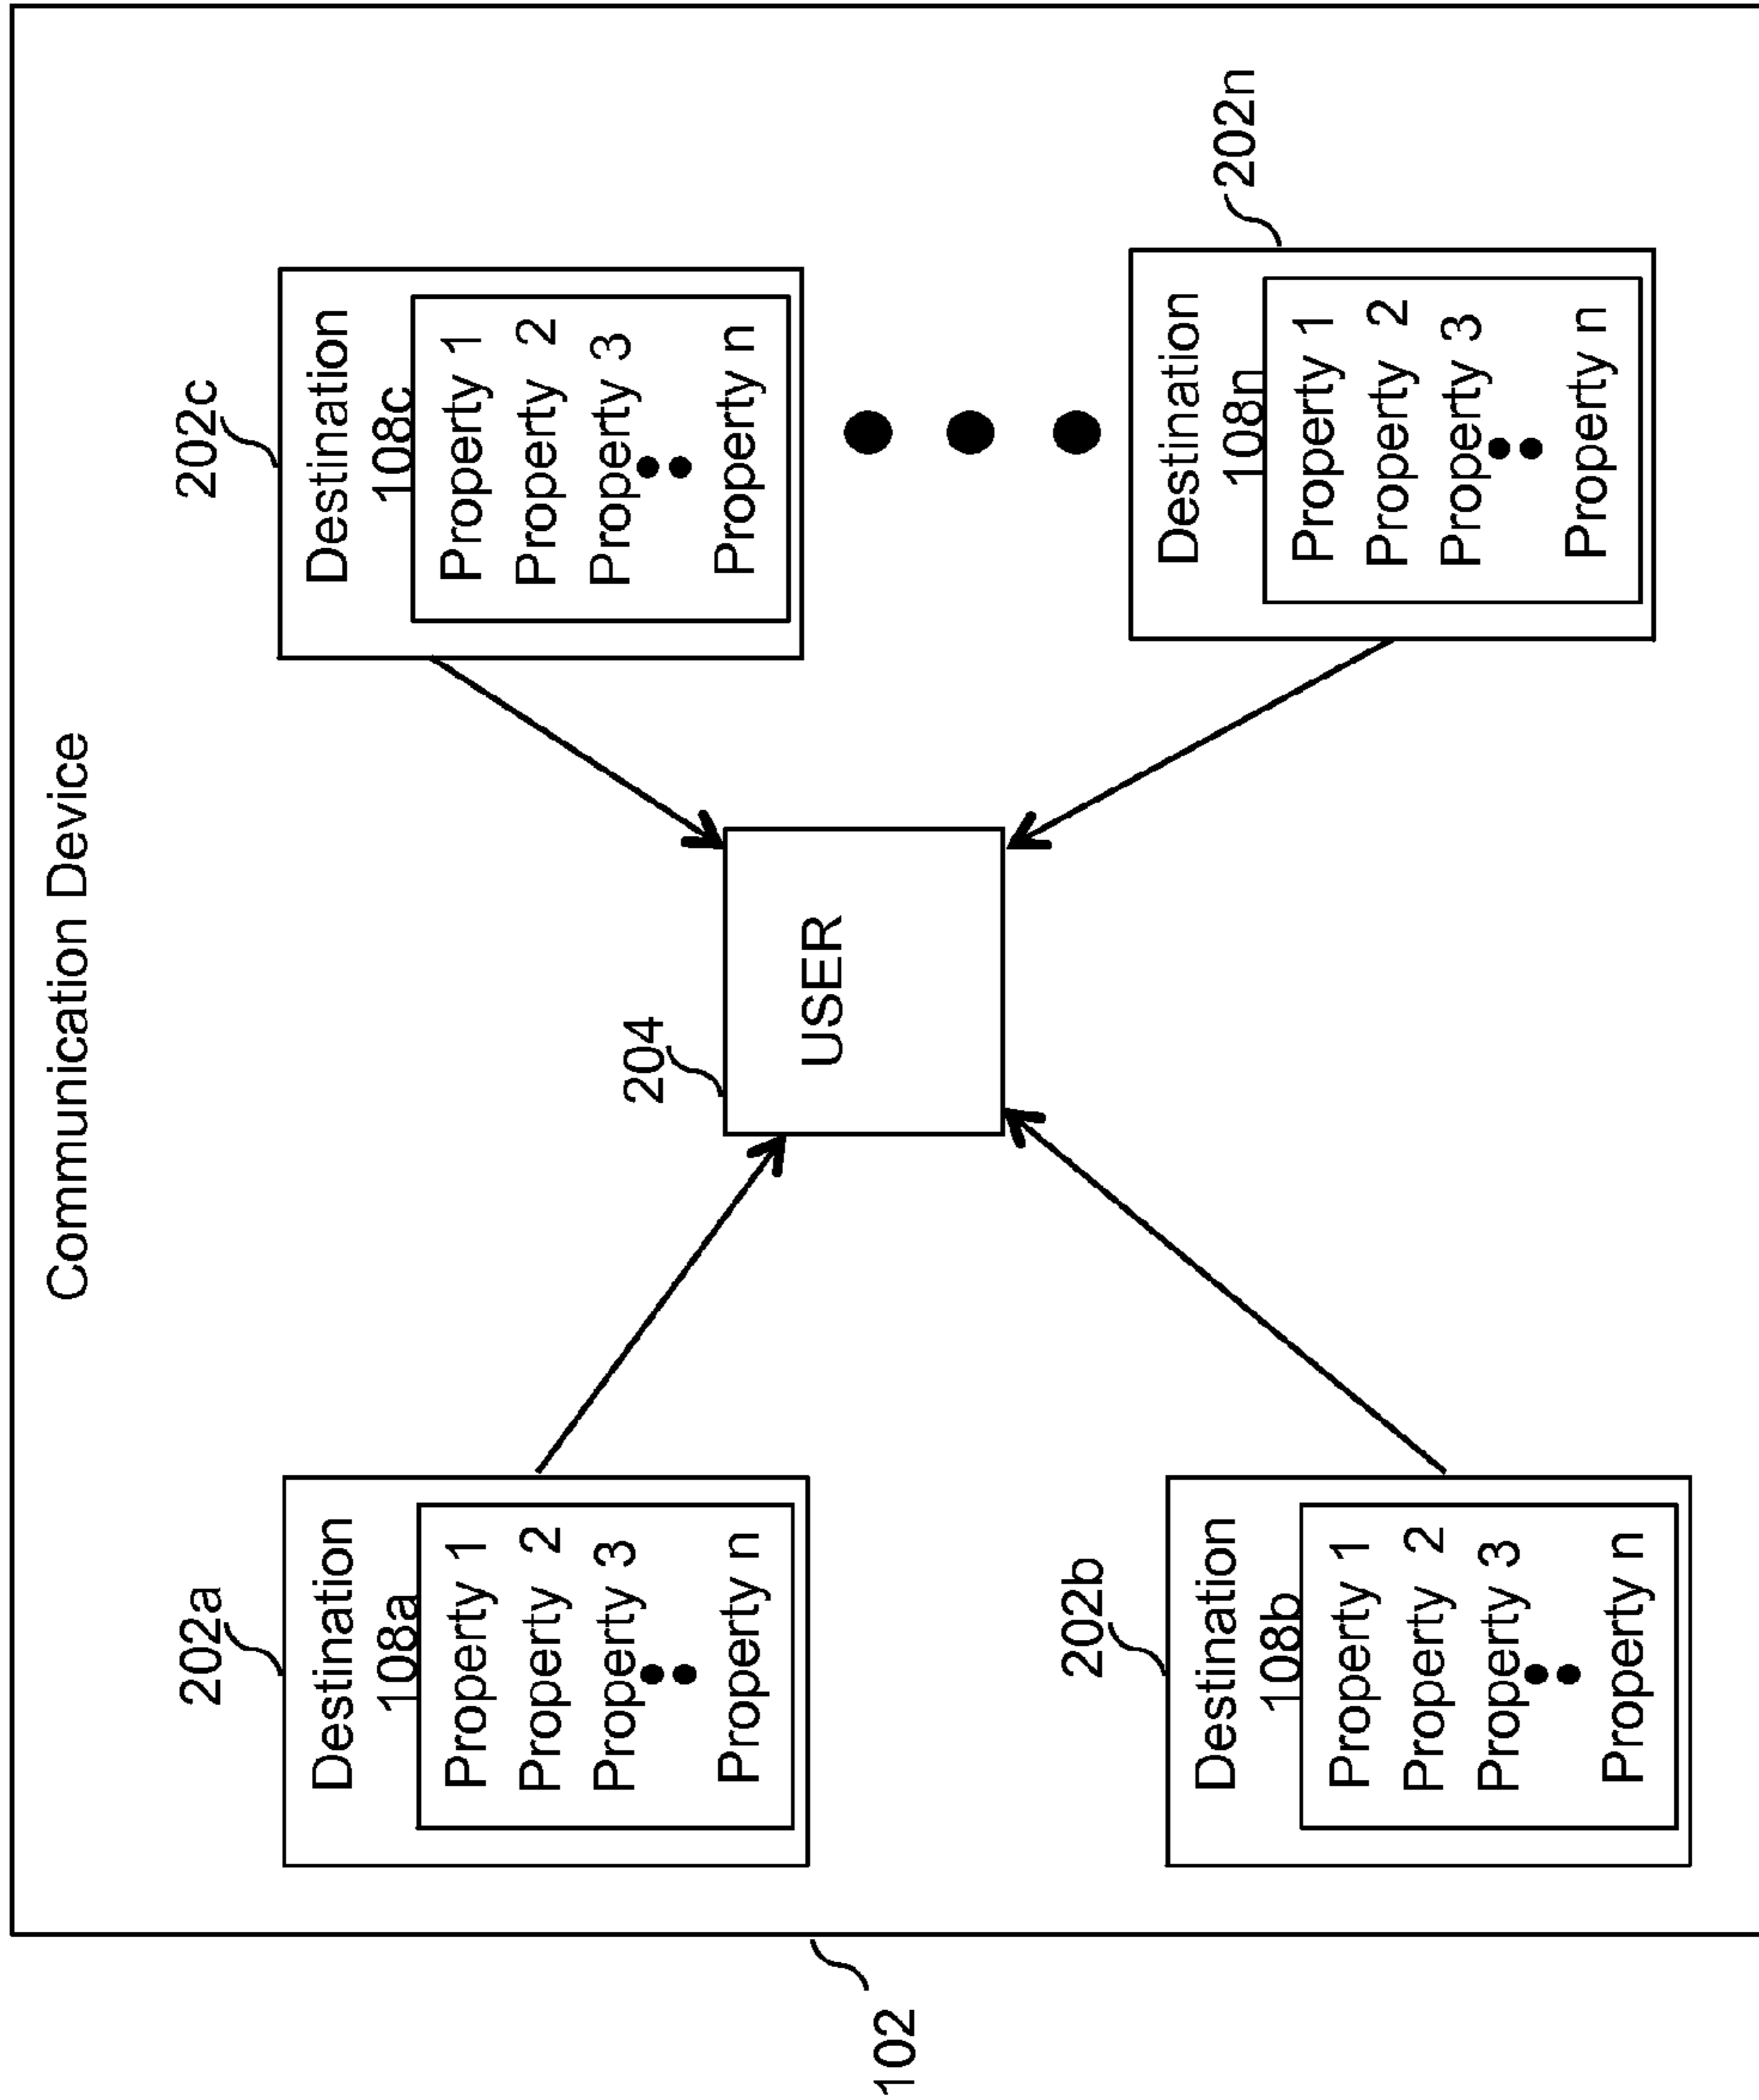 Communication Device
202a
Destination
108a
Property 1
Property 2
Property 3
Property n
202c
Destination
108c
Property 1
Property 2
Property 3
Property n
204
USER
202b
Destination
108b
Property 1
Property 2
Property 3
Property n
202n
Destination
108n
Property 1
Property 2
Property 3
Property n
102